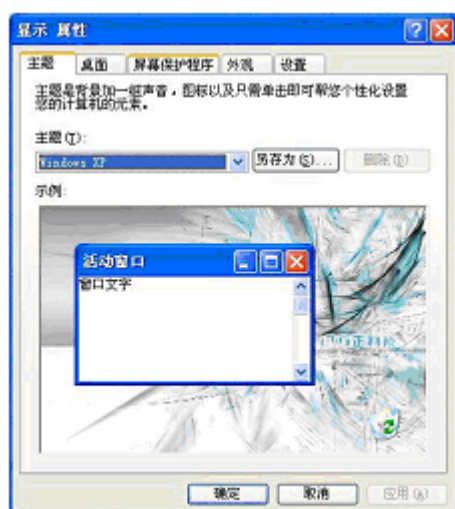 显示 属性
主题
桌面
屏幕保护程序
外观
设置
主题是背景加一组声音，图标以及只需单击即可帮您个性化设置
您的计算机的元素。
主题(T):
Windows XP
另存为(S)...
删除(D)
示例:
活动窗口
窗口文字
确定
取消
应用(A)